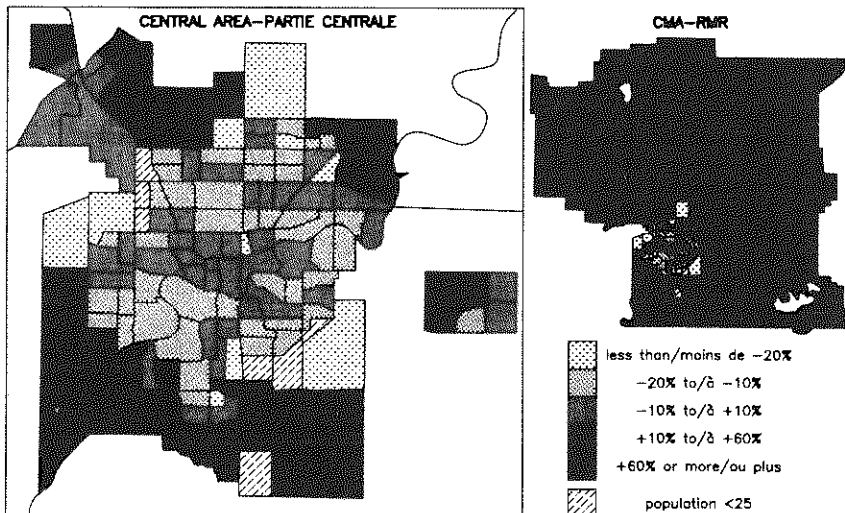 CENTRAL AREA-PARTIE CENTRALE
CMA-RMR
less than/moins de -20%
-20% to/à -10%
-10% to/à +10%
+10% to/à +60%
+60% or more/ou plus
population <25